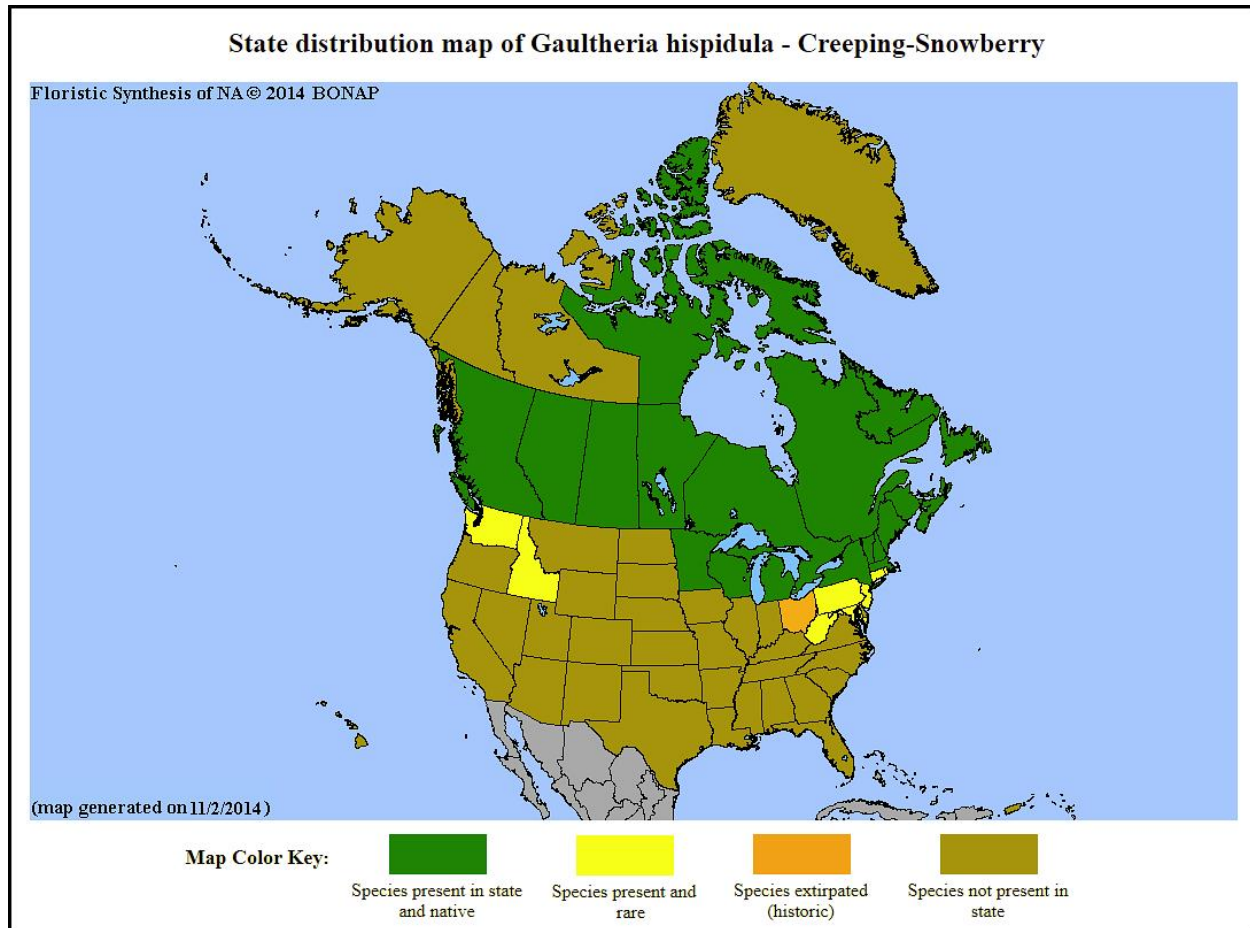 State distribution map of Gaultheria hispidula - Creeping-Snowberry
Floristic Synthesis of NA © 2014 BONAP
(map generated on 11/2/2014)
Map Color Key:
Species present in state
and native
Species present and
rare
Species extirpated
(historic)
Species not present in
state